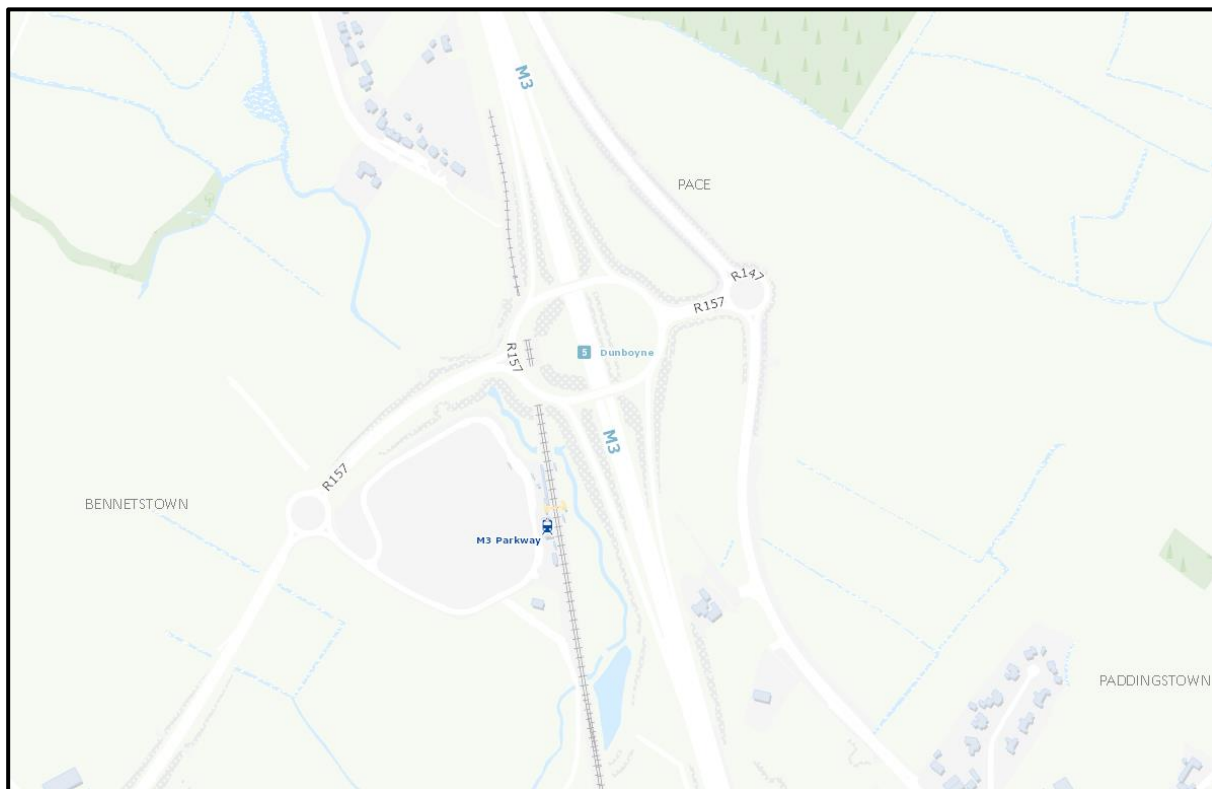 M3
PACE
R147
R157
5 Dunboyne
R157
M3
R157
BENNETSTOWN
M3 Parkway
PADDINGSTOWN